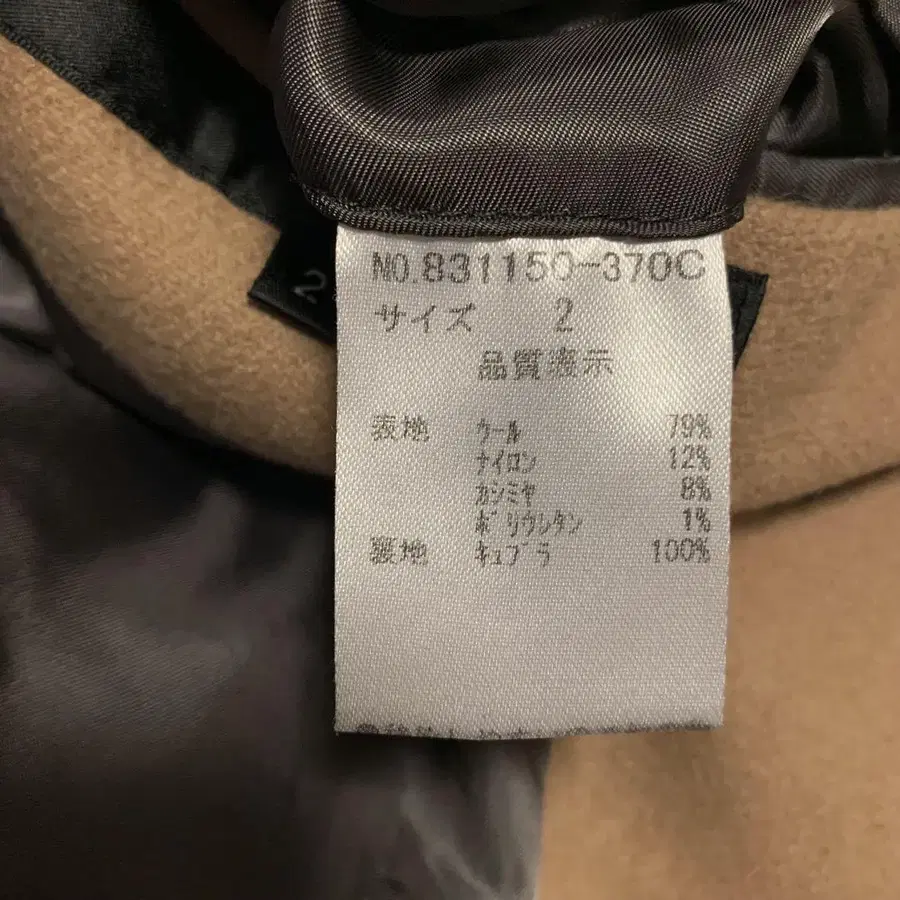 NO.831150-370C
サイズ 2
品質表示
表地 ウール 79%
ナイロン 12%
カシミヤ 8%
ポリウレタン 1%
裏地 キュプラ 100%
2